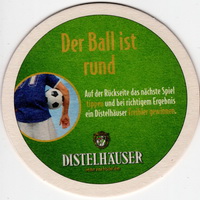 Der Ball ist
rund
Auf der Rückseite das nächste Spiel
tippen und bei richtigem Ergebnis
ein Distelhäuser Freibier gewinnen.
DISTELHÄUSER